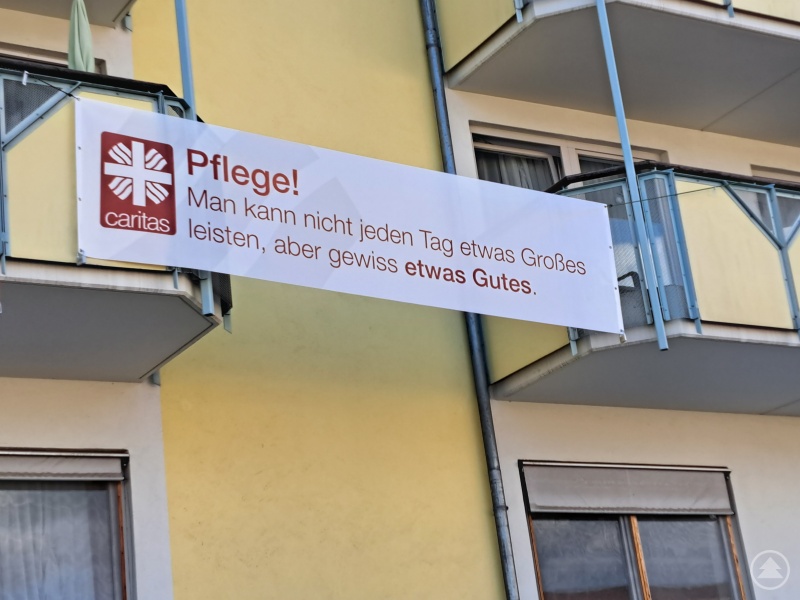 caritas
Pflege!
Man kann nicht jeden Tag etwas Großes
leisten, aber gewiss etwas Gutes.